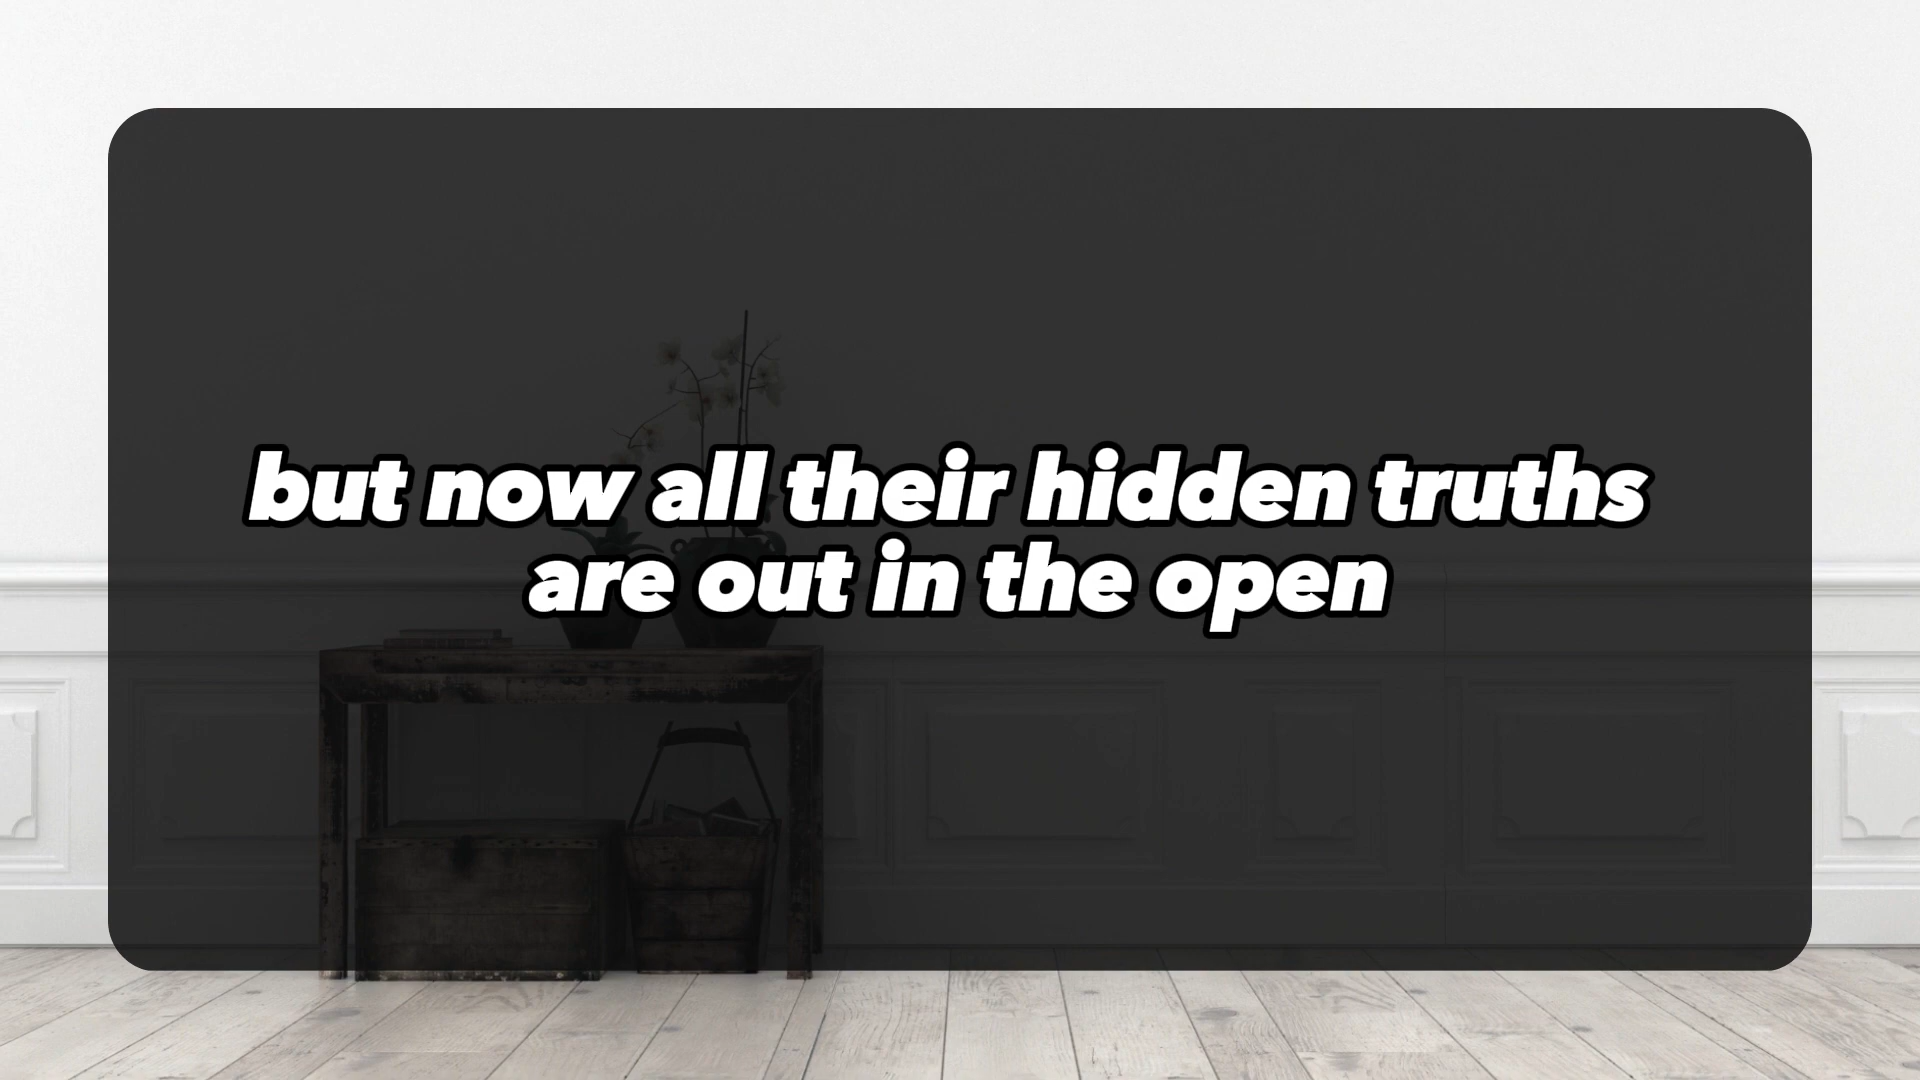 but now all their hidden truths
are out in the open